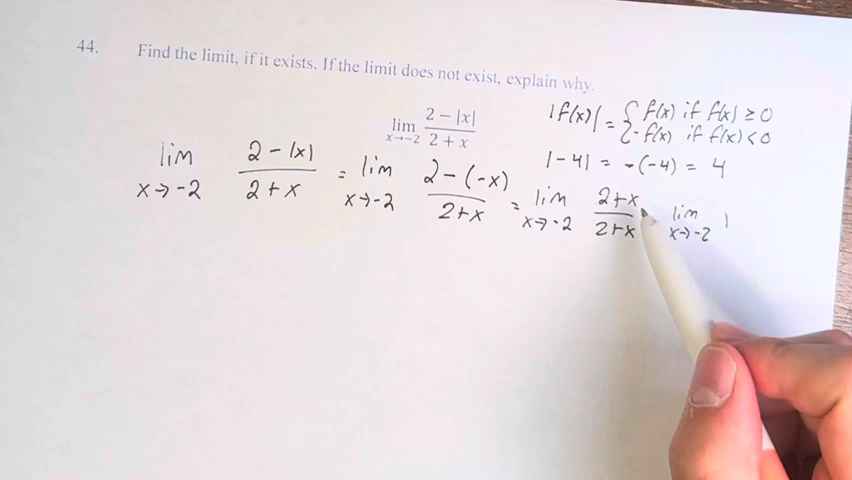 44. Find the limit, if it exists. If the limit does not exist, explain why.
lim x→-2 2 - |x| / 2 + x
|f(x)| = { f(x) if f(x) ≥ 0
-f(x) if f(x) < 0
|-4| = -(-4) = 4
lim x→-2 2 - |x| / 2 + x = lim x→-2 2 - (-x) / 2+x = lim x→-2 2+x / 2+x lim x→-2 1